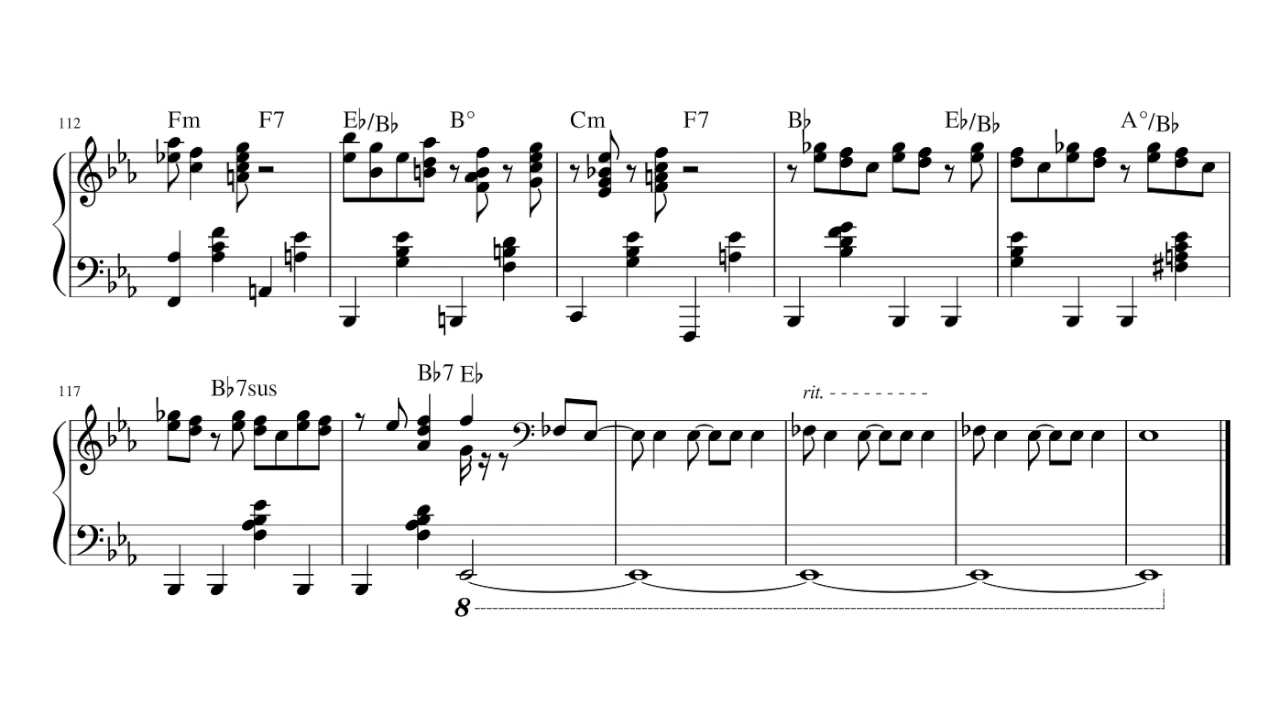 112
Fm F7 E♭/B♭ B° Cm F7 B♭ E♭/B♭ A°/B♭
117
B♭7sus B♭7 E♭ rit.
8